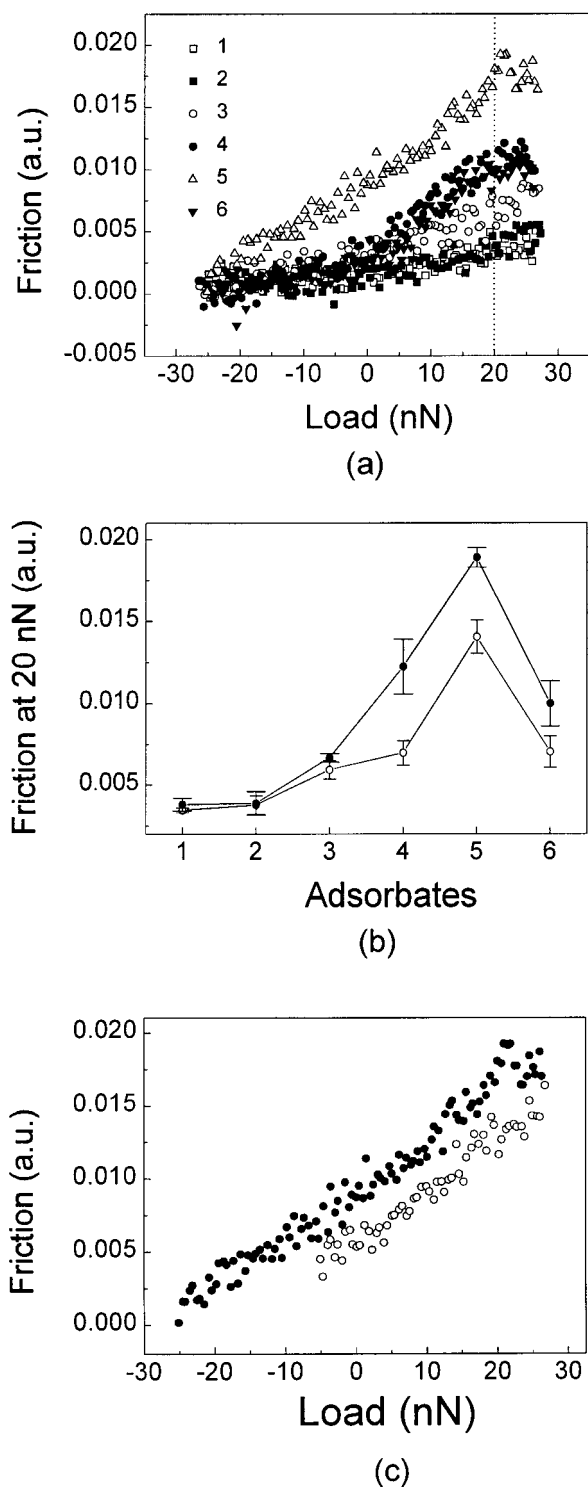 0.020
0.015
0.010
0.005
0.000
-0.005
Friction (a.u.)
1
2
3
4
5
6
-30 -20 -10 0 10 20 30
Load (nN)
(a)
0.020
0.015
0.010
0.005
Friction at 20 nN (a.u.)
1 2 3 4 5 6
Adsorbates
(b)
0.020
0.015
0.010
0.005
0.000
Friction (a.u.)
-30 -20 -10 0 10 20 30
Load (nN)
(c)